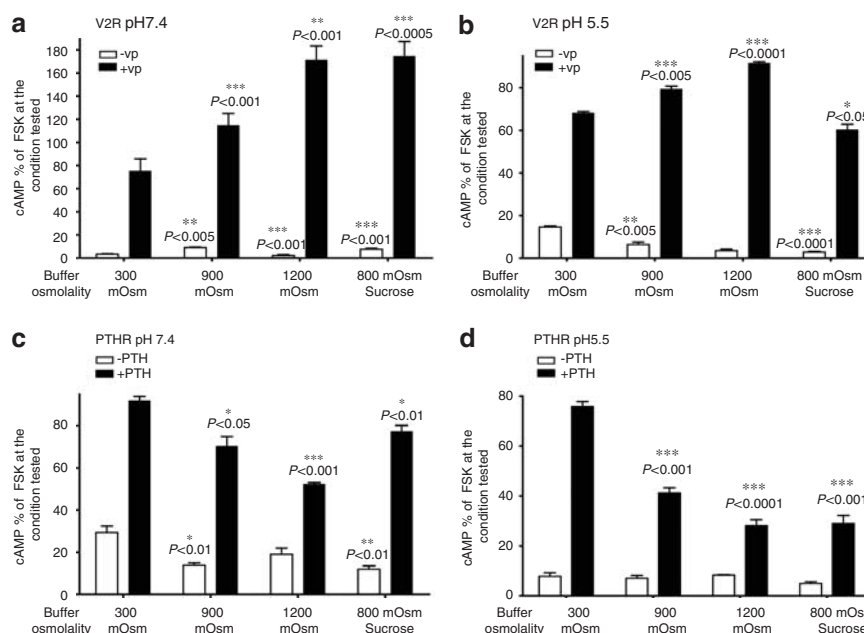 a
V2R pH7.4
-vp
+vp
cAMP % of FSK at the
condition tested
180
160
140
120
100
80
60
40
20
0
**
P<0.005
***
P<0.001
***
P<0.001
**
P<0.001
***
P<0.001
***
P<0.0005
Buffer
osmolality
300
mOsm
900
mOsm
1200
mOsm
800 mOsm
Sucrose
b
V2R pH 5.5
-vp
+vp
cAMP % of FSK at the
condition tested
80
60
40
20
0
**
P<0.005
***
P<0.005
***
P<0.0001
***
P<0.0001
*
P<0.05
Buffer
osmolality
300
mOsm
900
mOsm
1200
mOsm
800 mOsm
Sucrose
c
PTHR pH 7.4
-PTH
+PTH
cAMP % of FSK at the
condition tested
80
60
40
20
0
*
P<0.01
*
P<0.05
***
P<0.001
**
P<0.01
*
P<0.01
Buffer
osmolality
300
mOsm
900
mOsm
1200
mOsm
800 mOsm
Sucrose
d
PTHR pH5.5
-PTH
+PTH
cAMP % of FSK at the
condition tested
80
60
40
20
0
***
P<0.001
***
P<0.0001
***
P<0.001
Buffer
osmolality
300
mOsm
900
mOsm
1200
mOsm
800 mOsm
Sucrose